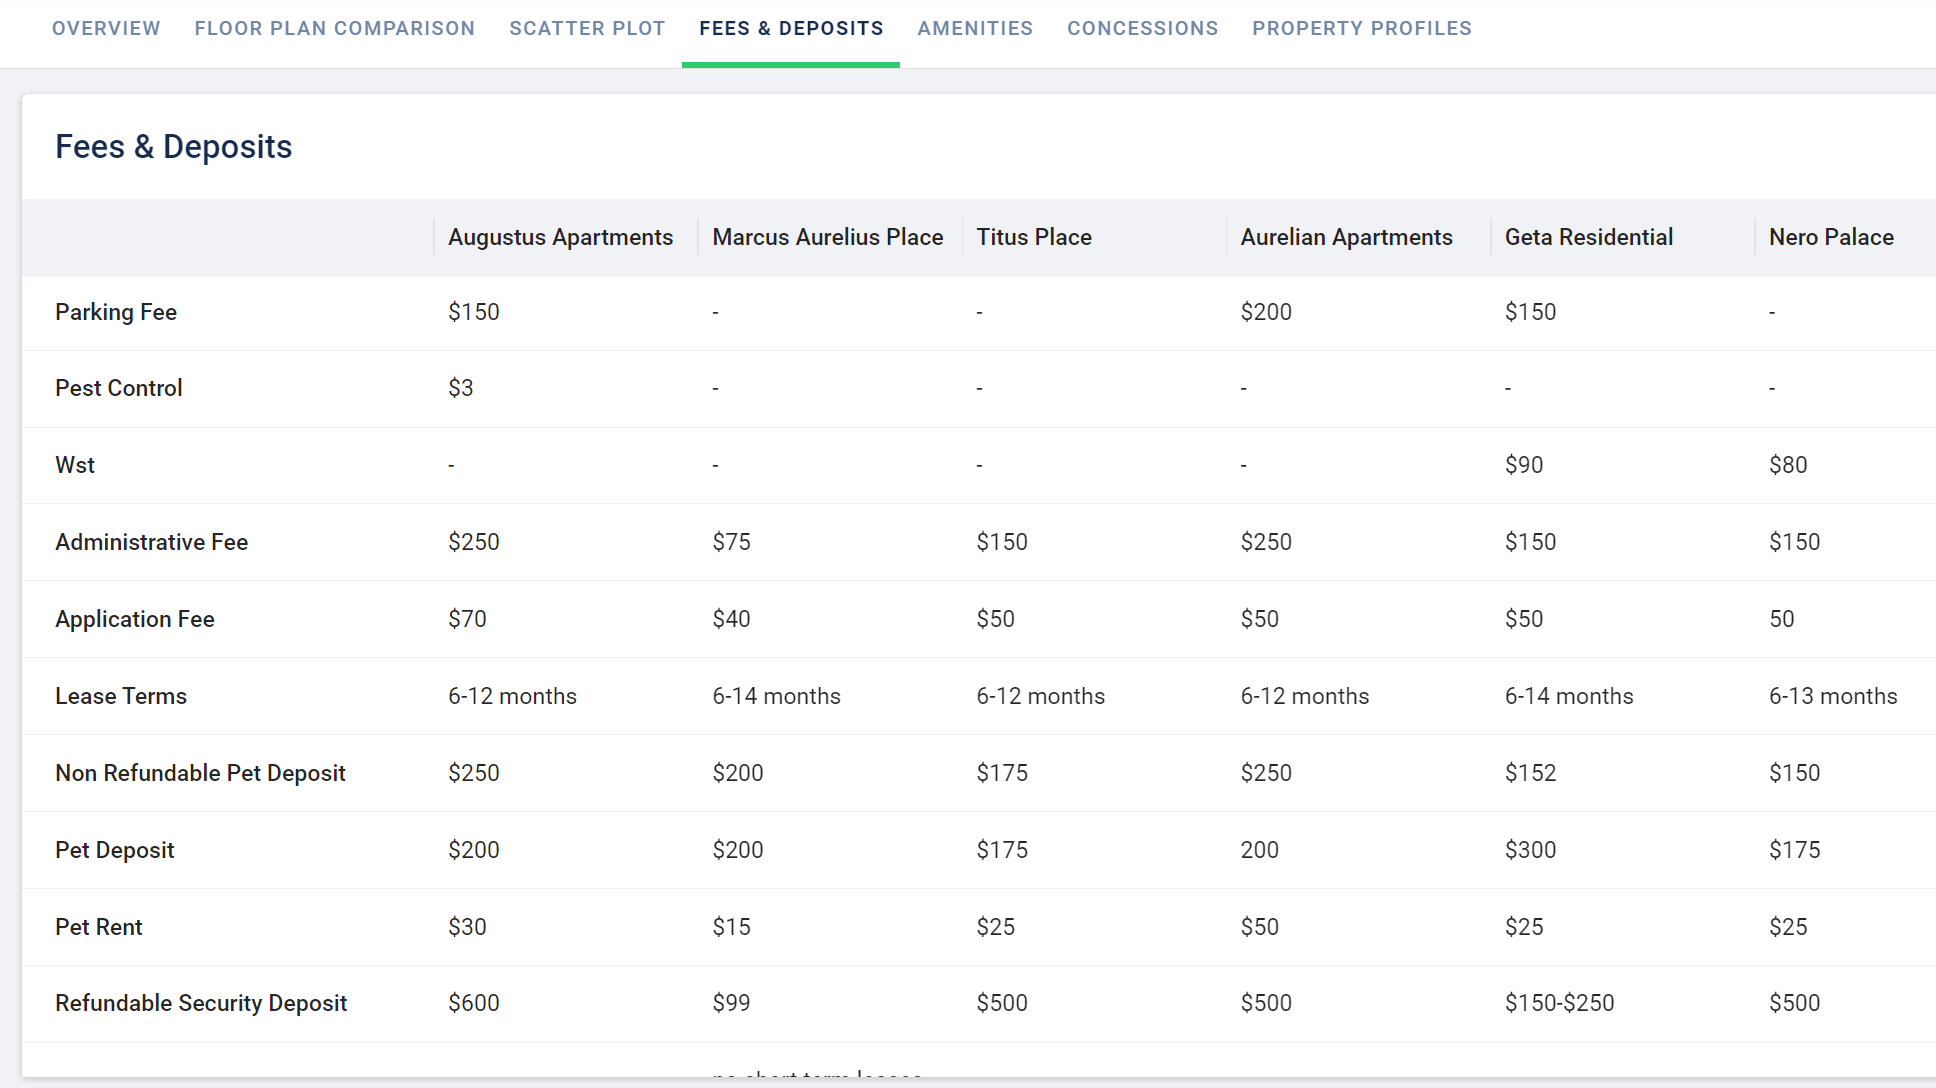 OVERVIEW FLOOR PLAN COMPARISON SCATTER PLOT FEES & DEPOSITS AMENITIES CONCESSIONS PROPERTY PROFILES
Fees & Deposits
Augustus Apartments Marcus Aurelius Place Titus Place Aurelian Apartments Geta Residential Nero Palace
Parking Fee $150 - - $200 $150 -
Pest Control $3 - - - - -
Wst - - - - $90 $80
Administrative Fee $250 $75 $150 $250 $150 $150
Application Fee $70 $40 $50 $50 $50 50
Lease Terms 6-12 months 6-14 months 6-12 months 6-12 months 6-14 months 6-13 months
Non Refundable Pet Deposit $250 $200 $175 $250 $152 $150
Pet Deposit $200 $200 $175 200 $300 $175
Pet Rent $30 $15 $25 $50 $25 $25
Refundable Security Deposit $600 $99 $500 $500 $150-$250 $500